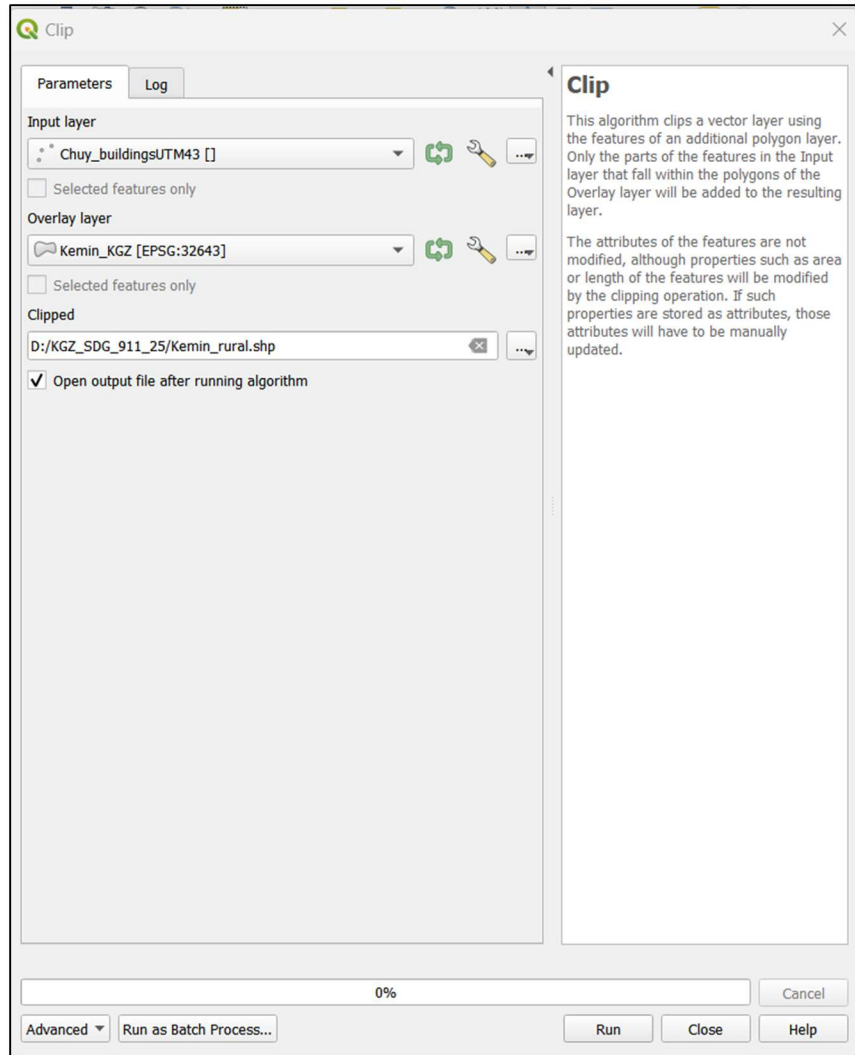 Clip
Parameters
Log
Input layer
Chuy_buildingsUTM43 []
Selected features only
Overlay layer
Kemin_KGZ [EPSG:32643]
Selected features only
Clipped
D:/KGZ_SDG_911_25/Kemin_rural.shp
Open output file after running algorithm
Clip
This algorithm clips a vector layer using
the features of an additional polygon layer.
Only the parts of the features in the Input
layer that fall within the polygons of the
Overlay layer will be added to the resulting
layer.
The attributes of the features are not
modified, although properties such as area
or length of the features will be modified
by the clipping operation. If such
properties are stored as attributes, those
attributes will have to be manually
updated.
0%
Cancel
Advanced
Run as Batch Process...
Run
Close
Help